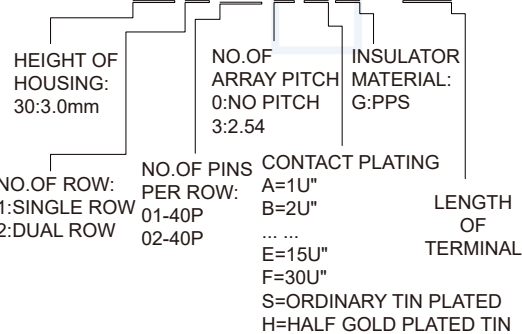 HEIGHT OF
HOUSING:
30:3.0mm
NO.OF
ARRAY PITCH
0:NO PITCH
3:2.54
INSULATOR
MATERIAL:
G:PPS
NO.OF ROW:
1:SINGLE ROW
2:DUAL ROW
NO.OF PINS
PER ROW:
01-40P
02-40P
CONTACT PLATING
A=1U"
B=2U"
... ...
E=15U"
F=30U"
S=ORDINARY TIN PLATED
H=HALF GOLD PLATED TIN
LENGTH
OF
TERMINAL